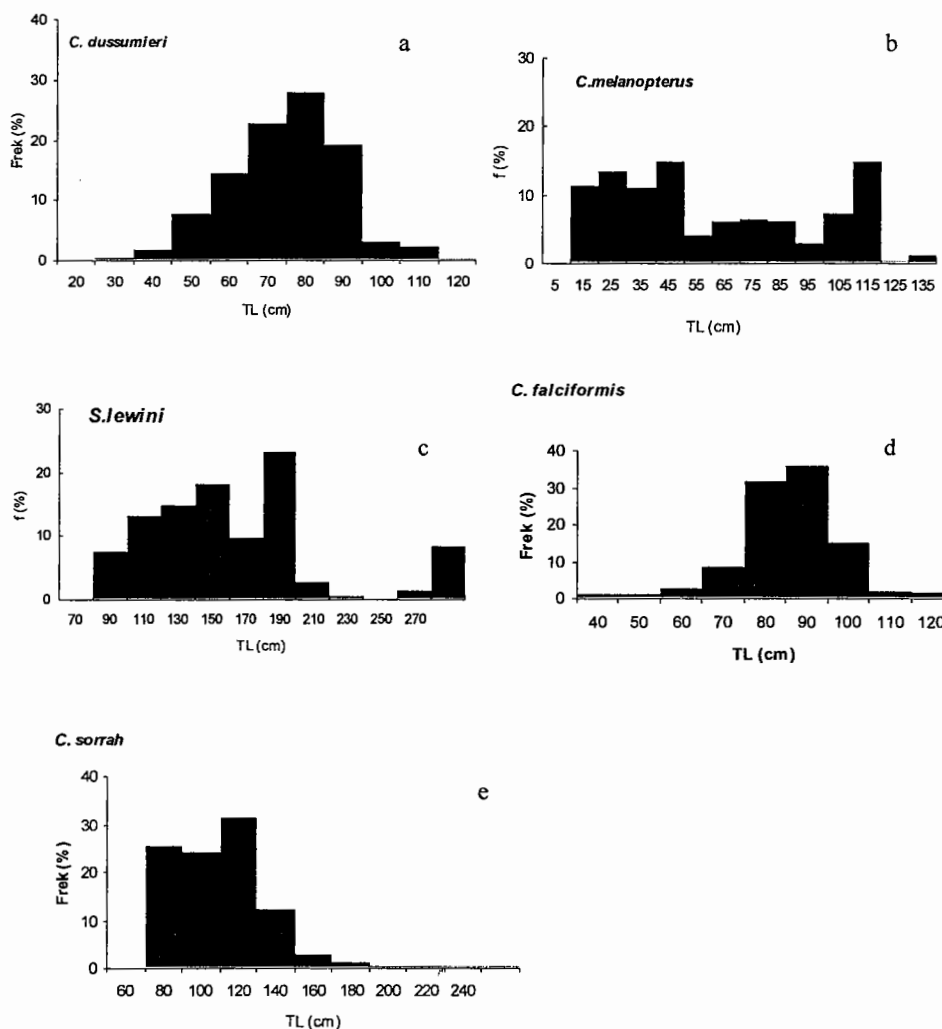 C. dussumieri
a
40
30
20
10
0
Frek (%)
20 30 40 50 60 70 80 90 100 110 120
TL (cm)
b
C.melanopterus
30
20
10
0
f (%)
5 15 25 35 45 55 65 75 85 95 105 115 125 135
TL (cm)
S.lewini
c
30
20
10
0
f (%)
70 90 110 130 150 170 190 210 230 270
TL (cm)
C. falciformis
d
40
30
20
10
0
Frek (%)
40 50 60 70 80 90 100 110 120
TL (cm)
C. sorrah
e
40
30
20
10
0
Frek (%)
60 80 100 120 140 160 180 200 220 240
TL (cm)